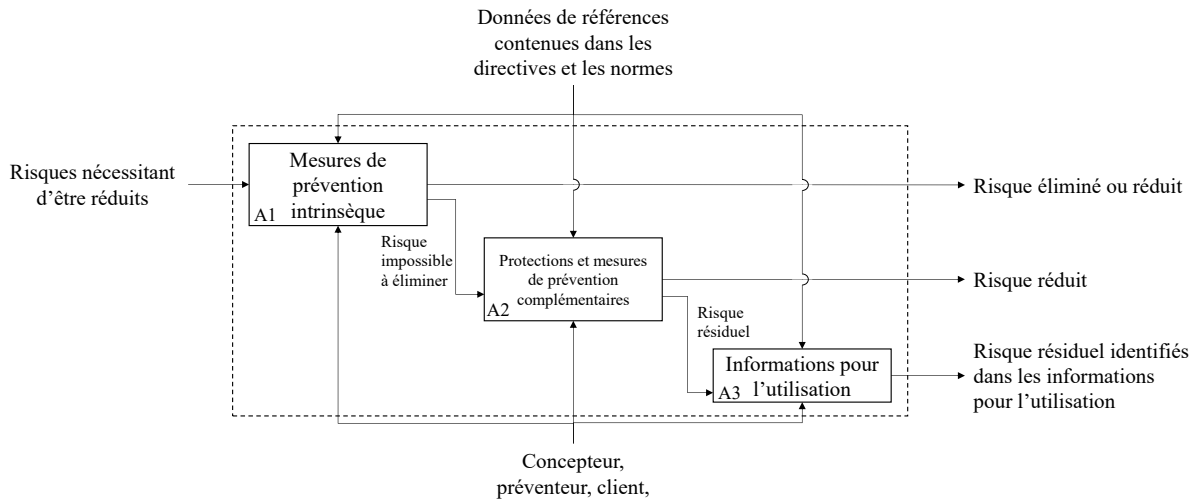 Données de références
contenues dans les
directives et les normes
Risques nécessitant
d’être réduits
Mesures de
prévention
intrinsèque
A1
Risque éliminé ou réduit
Risque
impossible
à éliminer
Protections et mesures
de prévention
complémentaires
A2
Risque réduit
Risque
résiduel
Informations pour
l’utilisation
A3
Risque résiduel identifiés
dans les informations
pour l’utilisation
Concepteur,
préventeur, client,